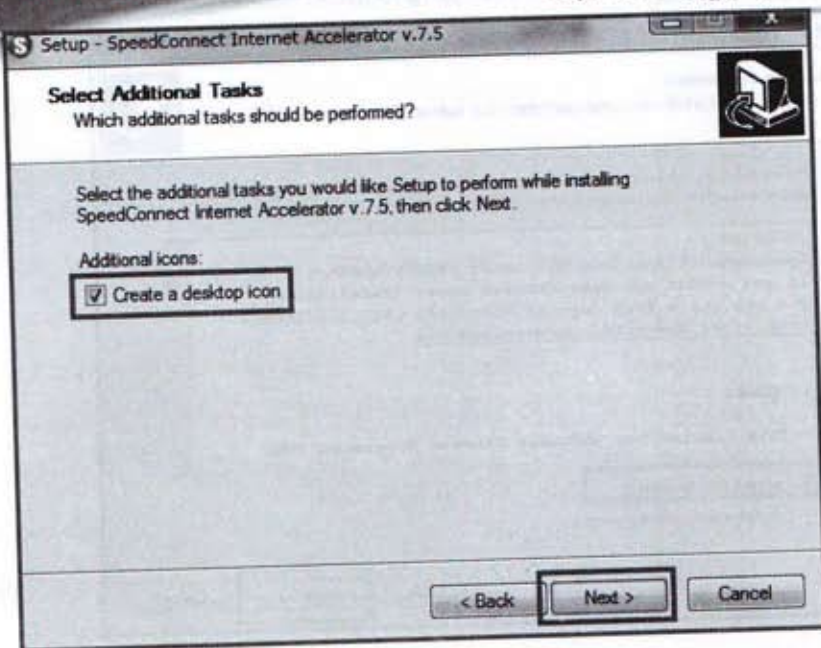 S Setup - SpeedConnect Internet Accelerator v.7.5
Select Additional Tasks
Which additional tasks should be performed?
Select the additional tasks you would like Setup to perform while installing
SpeedConnect Internet Accelerator v.7.5, then click Next.
Additional icons:
Create a desktop icon
< Back Next > Cancel